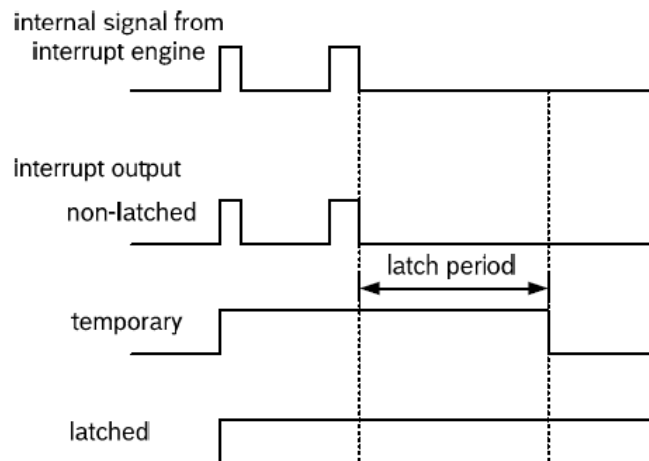 internal signal from
interrupt engine
interrupt output
non-latched
latch period
temporary
latched